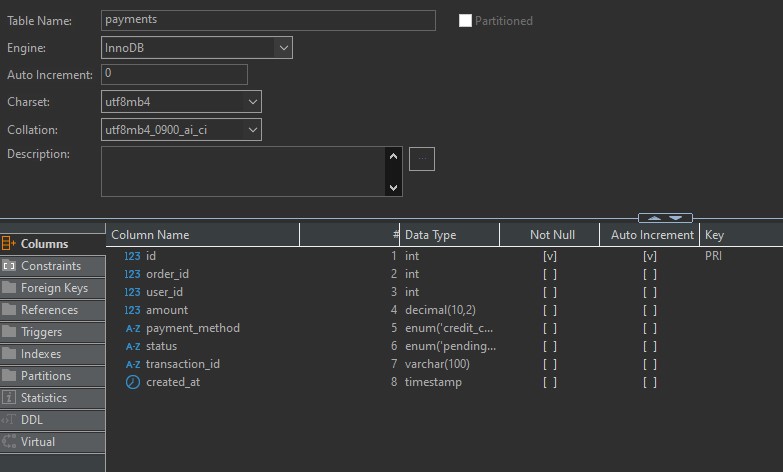 Table Name: payments Partitioned
Engine: InnoDB
Auto Increment: 0
Charset: utf8mb4
Collation: utf8mb4_0900_ai_ci
Description: ...
Column Name # Data Type Not Null Auto Increment Key
Columns
Constraints
Foreign Keys
References
Triggers
Indexes
Partitions
Statistics
DDL
Virtual
123 id 1 int [v] [v] PRI
123 order_id 2 int [ ] [ ]
123 user_id 3 int [ ] [ ]
123 amount 4 decimal(10,2) [ ] [ ]
A-Z payment_method 5 enum('credit_c... [ ] [ ]
A-Z status 6 enum('pending... [ ] [ ]
A-Z transaction_id 7 varchar(100) [ ] [ ]
created_at 8 timestamp [ ] [ ]